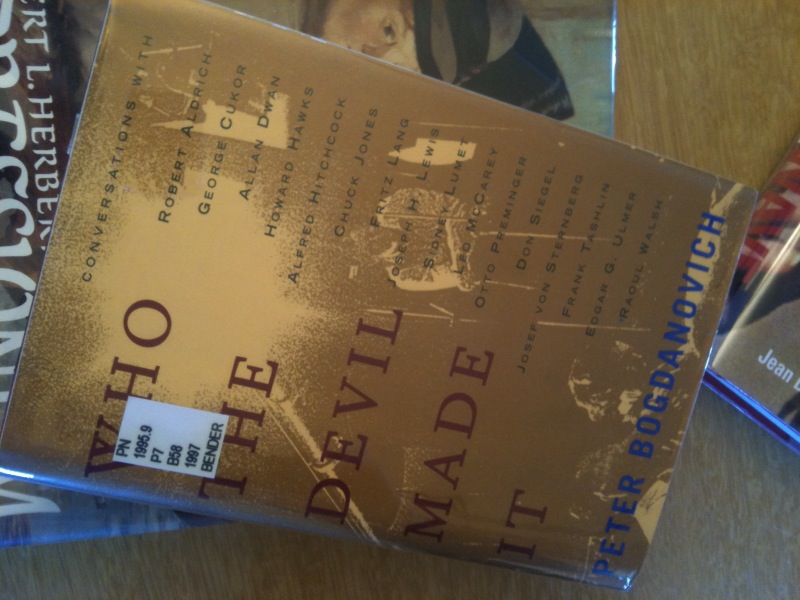 CONVERSATIONS WITH
ROBERT ALDRICH
GEORGE CUKOR
ALLAN DWAN
HOWARD HAWKS
ALFRED HITCHCOCK
CHUCK JONES
FRITZ LANG
JOSEPH H. LEWIS
SIDNEY LUMET
LEO MCCAREY
OTTO PREMINGER
DON SIEGEL
JOSEF VON STERNBERG
FRANK TASHLIN
EDGAR G. ULMER
RAOUL WALSH
WHO
THE
DEVIL
MADE
IT
PETER BOGDANOVICH
PN
1995.9
P7
B58
1997
BENDER
ERT L. HERBER
Jean